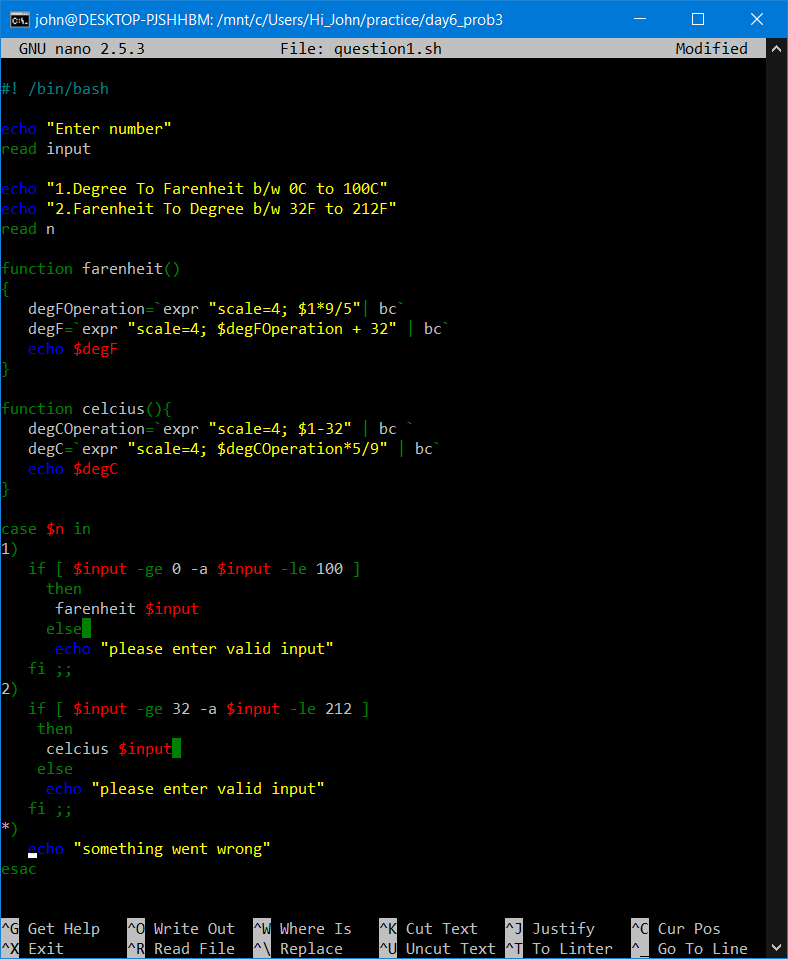 john@DESKTOP-PJSHHBM: /mnt/c/Users/Hi_John/practice/day6_prob3
GNU nano 2.5.3 File: question1.sh Modified
#! /bin/bash
echo "Enter number"
read input
echo "1.Degree To Farenheit b/w 0C to 100C"
echo "2.Farenheit To Degree b/w 32F to 212F"
read n
function farenheit()
{
   degFOperation=`expr "scale=4; $1*9/5"| bc`
   degF=`expr "scale=4; $degFOperation + 32" | bc`
   echo $degF
}
function celcius(){
   degCOperation=`expr "scale=4; $1-32" | bc `
   degC=`expr "scale=4; $degCOperation*5/9" | bc`
   echo $degC
}
case $n in
1)
   if [ $input -ge 0 -a $input -le 100 ]
     then
      farenheit $input
     else
      echo "please enter valid input"
   fi ;;
2)
   if [ $input -ge 32 -a $input -le 212 ]
    then
     celcius $input
    else
     echo "please enter valid input"
   fi ;;
*)
   echo "something went wrong"
esac
^G Get Help ^O Write Out ^W Where Is ^K Cut Text ^J Justify ^C Cur Pos
^X Exit ^R Read File ^\ Replace ^U Uncut Text ^T To Linter ^_ Go To Line